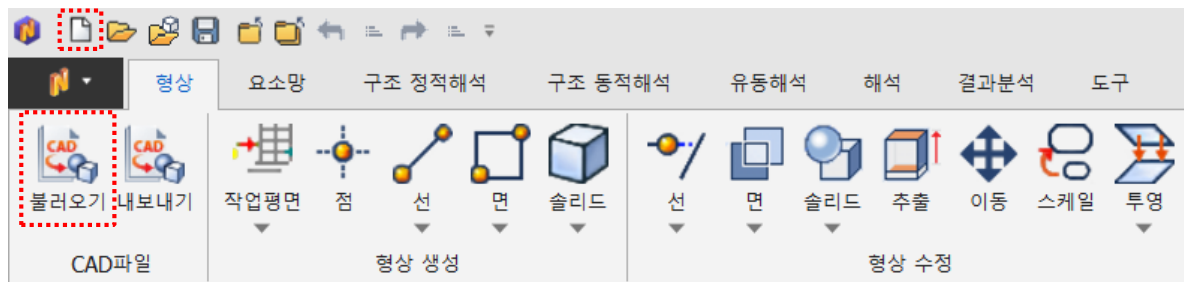 형상 요소망 구조 정적해석 구조 동적해석 유동해석 해석 결과분석 도구
CAD CAD
불러오기 내보내기 작업평면 점 선 면 솔리드 선 면 솔리드 추출 이동 스케일 투영
CAD파일 형상 생성 형상 수정